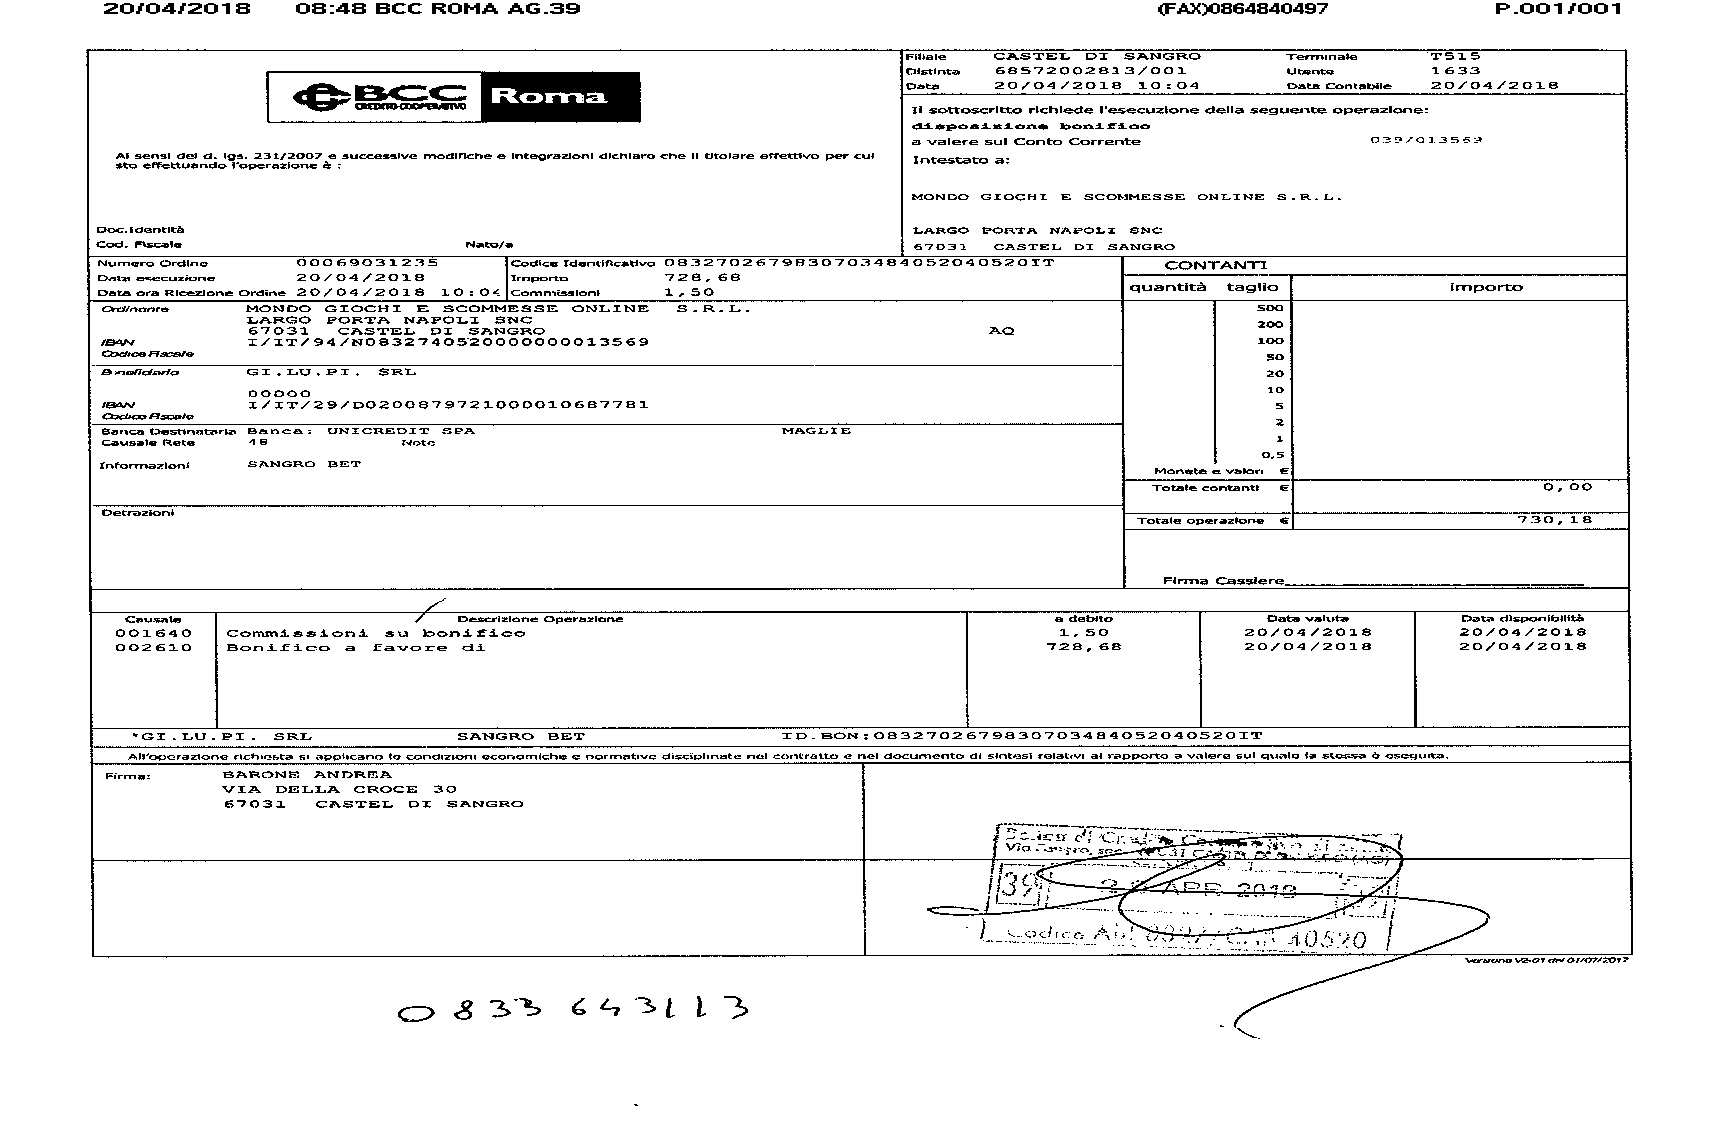 20/04/2018 08:48 BCC ROMA AG.39 (FAX)0864840497 P.001/001
BCC Roma
CREDITO COOPERATIVO
Filiale CASTEL DI SANGRO Terminale T515
Distinta 68572002813/001 Utente 1633
Data 20/04/2018 10:04 Data Contabile 20/04/2018
Il sottoscritto richiede l'esecuzione della seguente operazione:
disposizione bonifico
a valere sul Conto Corrente 039/013569
Intestato a:
MONDO GIOCHI E SCOMMESSE ONLINE S.R.L.
LARGO PORTA NAPOLI SNC
67031 CASTEL DI SANGRO
Ai sensi del d. lgs. 231/2007 e successive modifiche e integrazioni dichiaro che il titolare effettivo per cui
sto effettuando l'operazione è :
Doc.Identità
Cod. Fiscale Nato/a
Numero Ordine 00069031235 Codice Identificativo 0832702679830703484052040520IT
Data esecuzione 20/04/2018 Importo 728,68
Data ora Ricezione Ordine 20/04/2018 10:04 Commissioni 1,50
Ordinante MONDO GIOCHI E SCOMMESSE ONLINE S.R.L.
LARGO PORTA NAPOLI SNC
67031 CASTEL DI SANGRO AQ
IBAN I/IT/94/N0832740520000000013569
Codice Fiscale
Beneficiario GI.LU.PI. SRL
00000
IBAN I/IT/29/D0200879721000010687781
Codice Fiscale
Banca Destinataria Banca: UNICREDIT SPA MAGLIE
Causale Rete 48 Note
Informazioni SANGRO BET
Detrazioni
CONTANTI
quantità taglio importo
500
200
100
50
20
10
5
2
1
0,5
Monete e valori €
Totale contanti € 0,00
Totale operazione € 730,18
Firma Cassiere
Causale Descrizione Operazione a debito Data valuta Data disponibilità
001640 Commissioni su bonifico 1,50 20/04/2018 20/04/2018
002610 Bonifico a favore di 728,68 20/04/2018 20/04/2018
*GI.LU.PI. SRL SANGRO BET ID.BON:0832702679830703484052040520IT
All'operazione richiesta si applicano le condizioni economiche e normative disciplinate nel contratto e nel documento di sintesi relativi al rapporto a valere sul quale la stessa è eseguita.
Firma: BARONE ANDREA
VIA DELLA CROCE 30
67031 CASTEL DI SANGRO
39 APR 2018
Codice 40520
Versione V2-01 del 01/07/2017
0833 643113